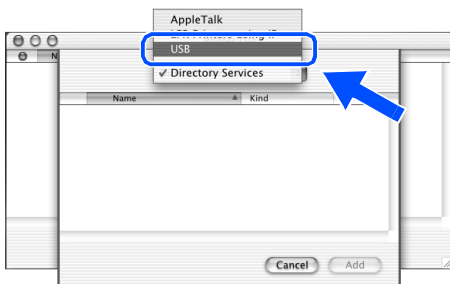 AppleTalk
USB
✓ Directory Services
N
Name Kind
Cancel Add